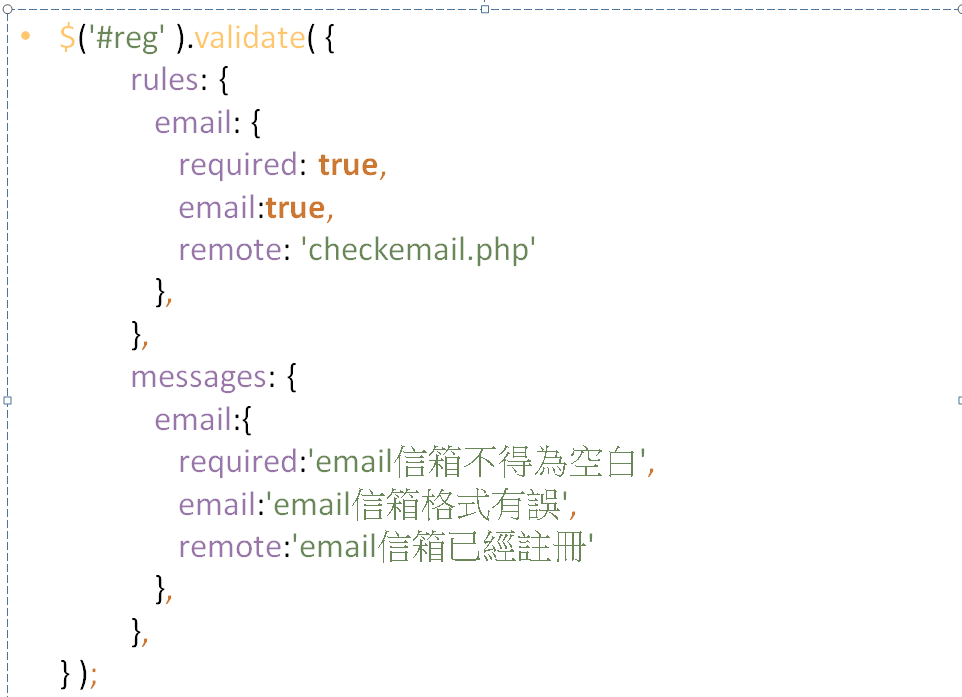 • $('#reg' ).validate( {
rules: {
email: {
required: true,
email:true,
remote: 'checkemail.php'
},
},
messages: {
email:{
required:'email信箱不得為空白',
email:'email信箱格式有誤',
remote:'email信箱已經註冊'
},
},
} );